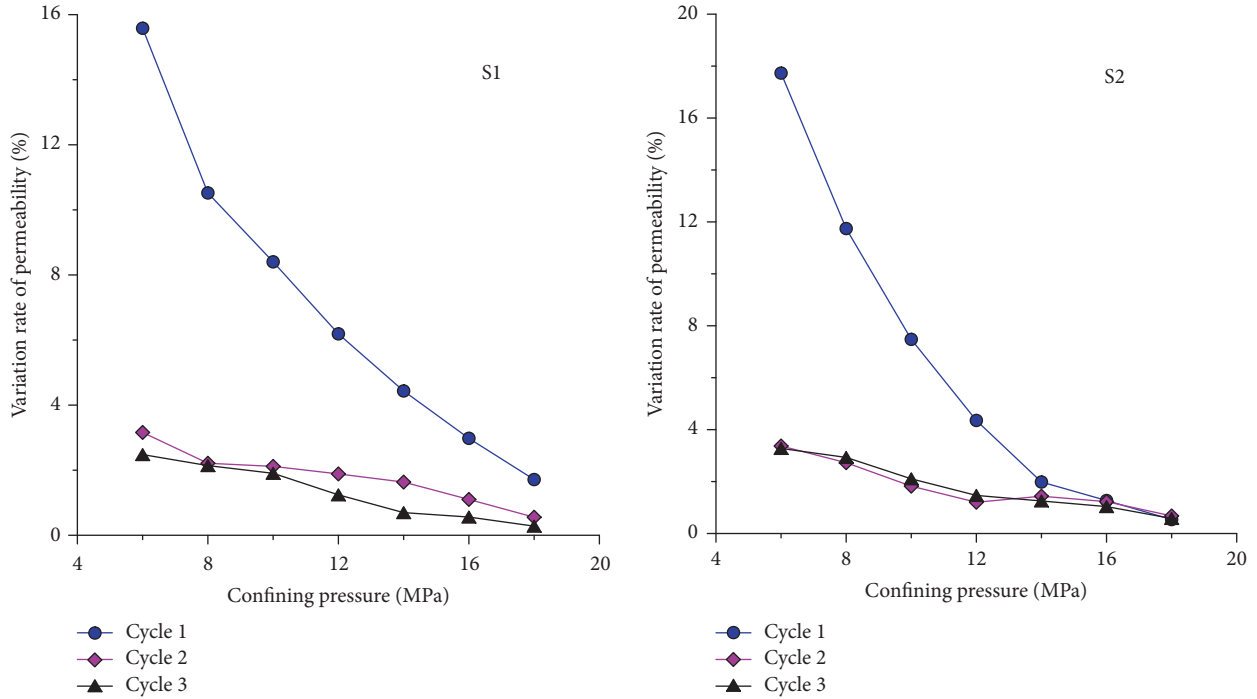 S1
Variation rate of permeability (%)
16
12
8
4
0
4 8 12 16 20
Confining pressure (MPa)
Cycle 1
Cycle 2
Cycle 3
S2
Variation rate of permeability (%)
20
16
12
8
4
0
4 8 12 16 20
Confining pressure (MPa)
Cycle 1
Cycle 2
Cycle 3